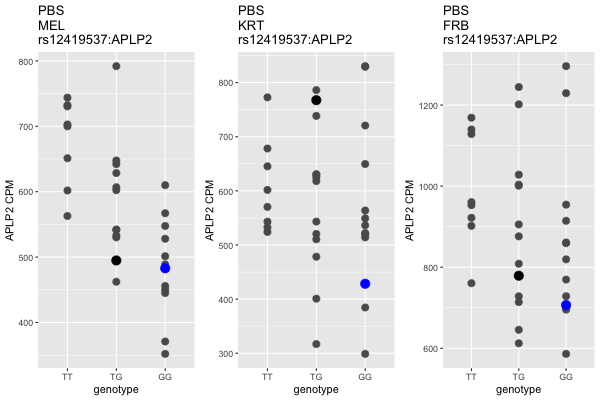 PBS
MEL
rs12419537:APLP2
APLP2 CPM
800
700
600
500
400
TT
TG
GG
genotype
PBS
KRT
rs12419537:APLP2
APLP2 CPM
800
700
600
500
400
300
TT
TG
GG
genotype
PBS
FRB
rs12419537:APLP2
APLP2 CPM
1200
1000
800
600
TT
TG
GG
genotype